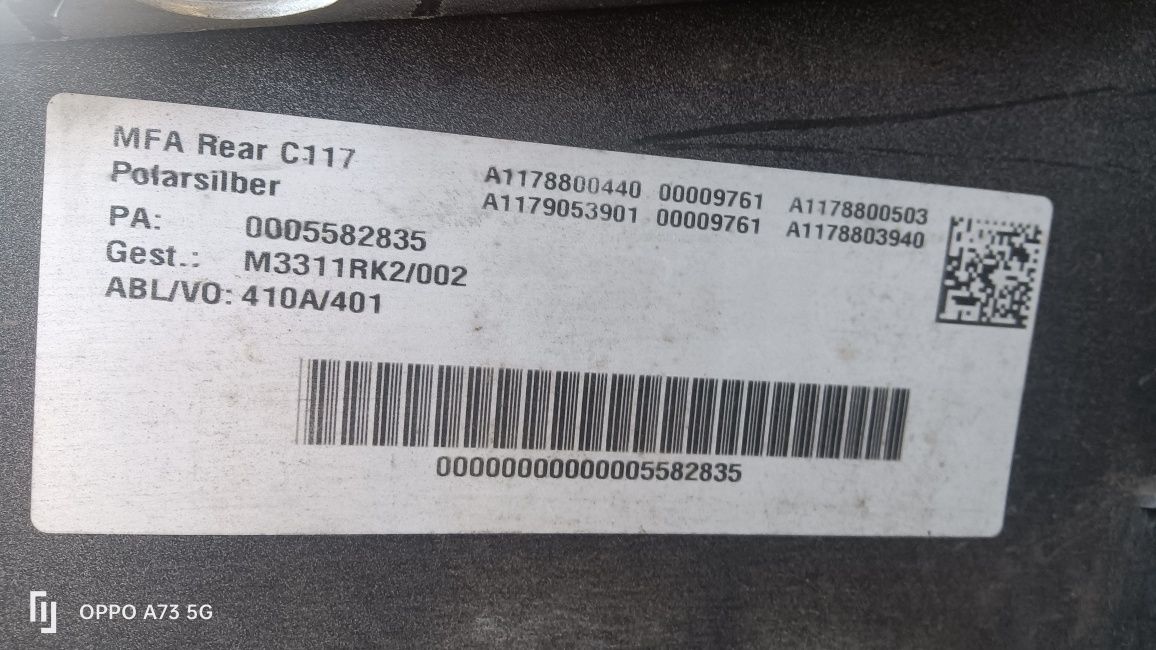 MFA Rear C117
Polarsilber
PA: 0005582835
Gest.: M3311RK2/002
ABL/VO: 410A/401
A1178800440 00009761 A1178800503
A1179053901 00009761 A1178803940
00000000000005582835
OPPO A73 5G